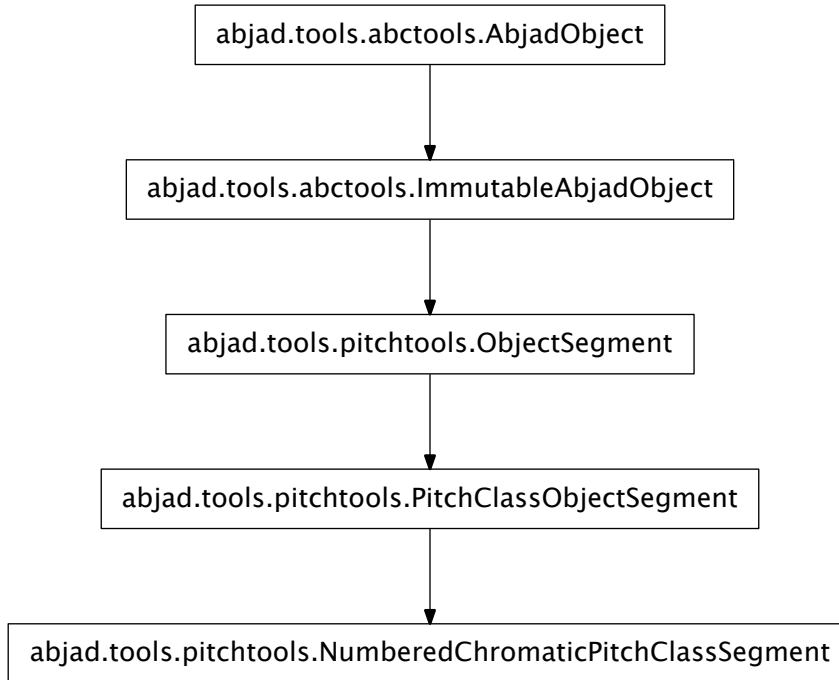 abjad.tools.abctools.AbjadObject
abjad.tools.abctools.ImmutableAbjadObject
abjad.tools.pitchtools.ObjectSegment
abjad.tools.pitchtools.PitchClassObjectSegment
abjad.tools.pitchtools.NumberedChromaticPitchClassSegment